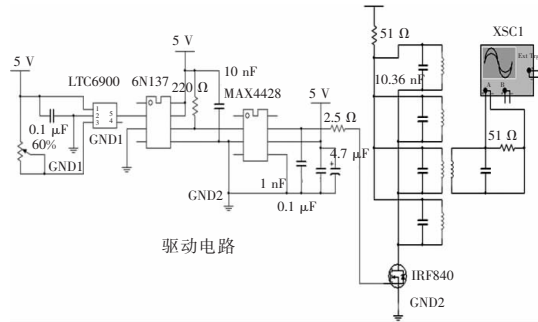 XSC1
51 Ω
Ext Trig
5 V
5 V
LTC6900
6N137
220 Ω
10 nF
MAX4428
5 V
10.36 nF
A
B
1
2
3
5
4
0.1 μF
GND1
2.5 Ω
51 Ω
60%
GND1
4.7 μF
GND2
1 nF
0.1 μF
驱动电路
IRF840
GND2